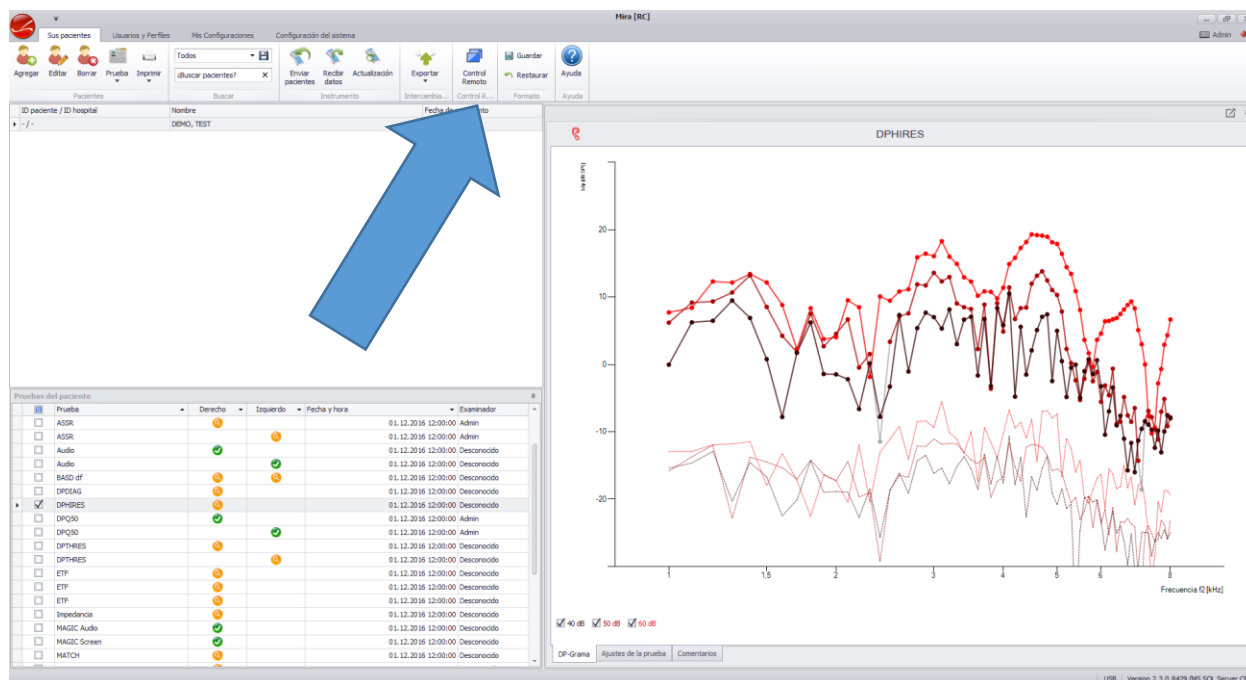 Mira [RC]
Sus pacientes Usuarios y Perfiles Mis Configuraciones Configuración del sistema
Admin
Todos
Guardar
Agregar Editar Borrar Prueba Imprimir
¿Buscar pacientes? X
Enviar pacientes Recibir datos Actualización
Exportar
Control Remoto
Restaurar
Ayuda
Pacientes Buscar Instrumento Intercambia... Control R... Formato Ayuda
ID paciente / ID hospital Nombre
- / - DEMO, TEST
DPHIRES
20
10
0
-10
-20
1 1,5 2 3 4 5 6 8
Frecuencia f2 [kHz]
40 dB 50 dB 60 dB
DP-Grama Ajustes de la prueba Comentarios
Pruebas del paciente
Prueba Derecho Izquierdo Fecha y hora Examinador
ASSR 01.12.2016 12:00:00 Admin
ASSR 01.12.2016 12:00:00 Admin
Audio 01.12.2016 12:00:00 Desconocido
Audio 01.12.2016 12:00:00 Desconocido
BASD df 01.12.2016 12:00:00 Desconocido
DPDIAG 01.12.2016 12:00:00 Desconocido
DPHIRES 01.12.2016 12:00:00 Desconocido
DPQ50 01.12.2016 12:00:00 Admin
DPQ50 01.12.2016 12:00:00 Admin
DPTHRES 01.12.2016 12:00:00 Desconocido
DPTHRES 01.12.2016 12:00:00 Desconocido
ETF 01.12.2016 12:00:00 Desconocido
ETF 01.12.2016 12:00:00 Desconocido
ETF 01.12.2016 12:00:00 Desconocido
Impedancia 01.12.2016 12:00:00 Desconocido
MAGIC Audio 01.12.2016 12:00:00 Desconocido
MAGIC Screen 01.12.2016 12:00:00 Desconocido
MATCH 01.12.2016 12:00:00 Desconocido
USB Version 2.3.0.8429 (MS SQL Server